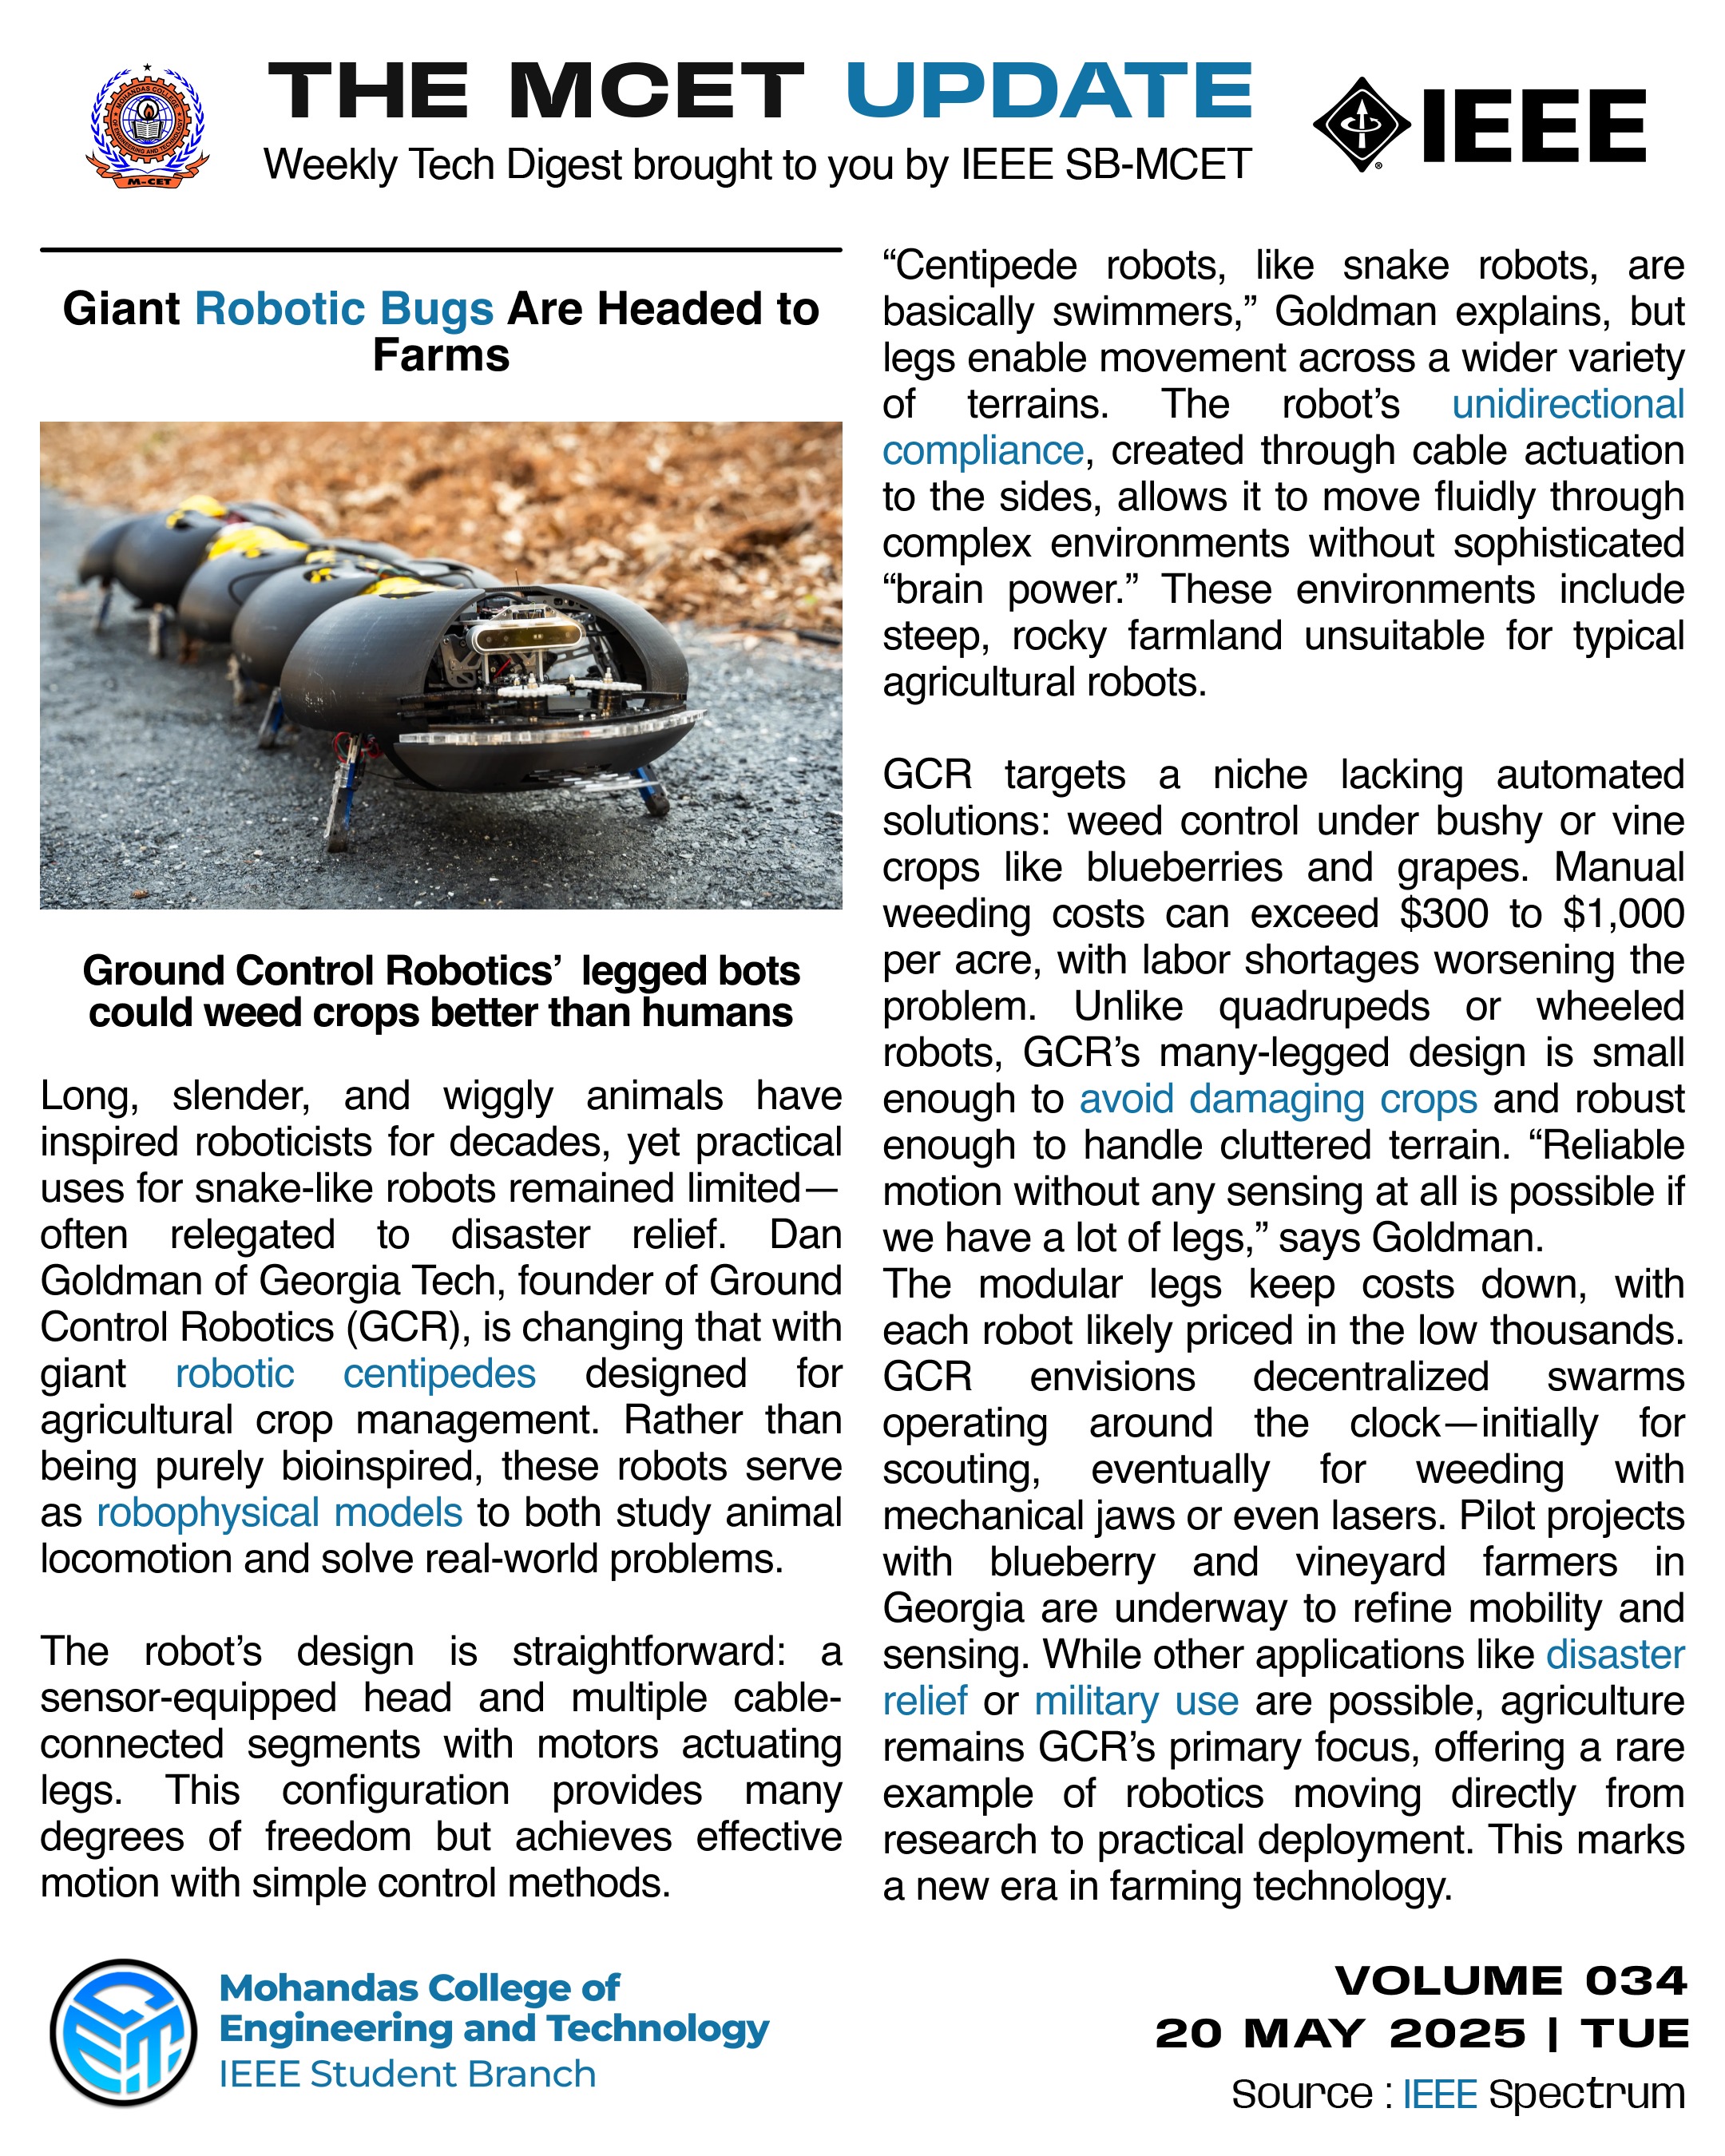 THE MCET UPDATE
Weekly Tech Digest brought to you by IEEE SB-MCET
MOHANDAS COLLEGE
OF ENGINEERING AND TECHNOLOGY
M-CET
IEEE
®
Giant Robotic Bugs Are Headed to
Farms
Ground Control Robotics’ legged bots
could weed crops better than humans
Long, slender, and wiggly animals have
inspired roboticists for decades, yet practical
uses for snake-like robots remained limited—
often relegated to disaster relief. Dan
Goldman of Georgia Tech, founder of Ground
Control Robotics (GCR), is changing that with
giant robotic centipedes designed for
agricultural crop management. Rather than
being purely bioinspired, these robots serve
as robophysical models to both study animal
locomotion and solve real-world problems.
The robot’s design is straightforward: a
sensor-equipped head and multiple cable-
connected segments with motors actuating
legs. This configuration provides many
degrees of freedom but achieves effective
motion with simple control methods.
“Centipede robots, like snake robots, are
basically swimmers,” Goldman explains, but
legs enable movement across a wider variety
of terrains. The robot’s unidirectional
compliance, created through cable actuation
to the sides, allows it to move fluidly through
complex environments without sophisticated
“brain power.” These environments include
steep, rocky farmland unsuitable for typical
agricultural robots.
GCR targets a niche lacking automated
solutions: weed control under bushy or vine
crops like blueberries and grapes. Manual
weeding costs can exceed $300 to $1,000
per acre, with labor shortages worsening the
problem. Unlike quadrupeds or wheeled
robots, GCR’s many-legged design is small
enough to avoid damaging crops and robust
enough to handle cluttered terrain. “Reliable
motion without any sensing at all is possible if
we have a lot of legs,” says Goldman.
The modular legs keep costs down, with
each robot likely priced in the low thousands.
GCR envisions decentralized swarms
operating around the clock—initially for
scouting, eventually for weeding with
mechanical jaws or even lasers. Pilot projects
with blueberry and vineyard farmers in
Georgia are underway to refine mobility and
sensing. While other applications like disaster
relief or military use are possible, agriculture
remains GCR’s primary focus, offering a rare
example of robotics moving directly from
research to practical deployment. This marks
a new era in farming technology.
MCET
Mohandas College of
Engineering and Technology
IEEE Student Branch
VOLUME 034
20 MAY 2025 | TUE
Source : IEEE Spectrum